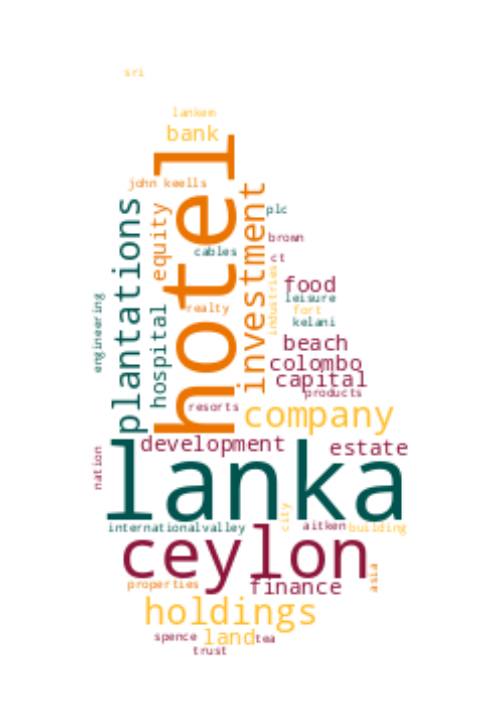 sri
lankem
bank
hotel
john keells
plantations
equity
investment
plc
brown
cables
ct
industries
food
leisure
fort
kelani
engineering
hospital
realty
beach
colombo
capital
products
resorts
company
development
estate
lanka
nation
city
international
valley
aitken
building
ceylon
asia
properties
finance
holdings
spence
land
tea
trust